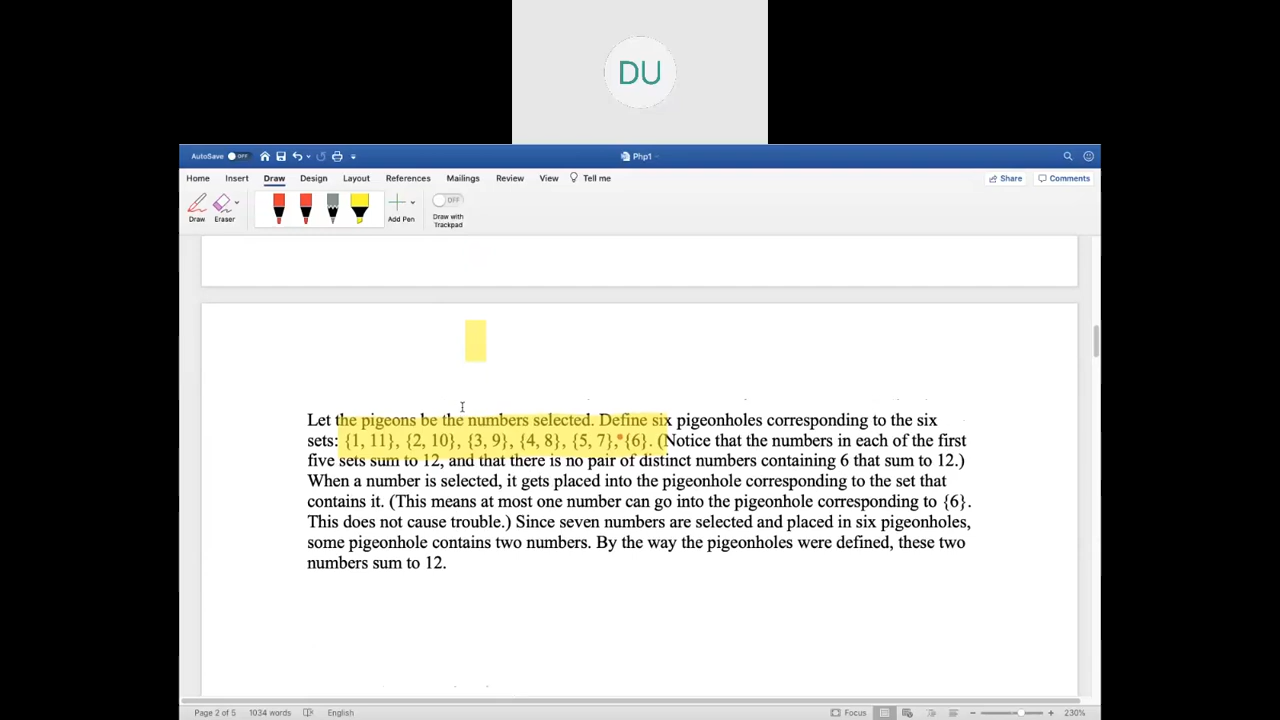 DU
AutoSave OFF
Php1
Home Insert Draw Design Layout References Mailings Review View Tell me
Share Comments
OFF
Draw Eraser Add Pen Draw with
Trackpad
Let the pigeons be the numbers selected. Define six pigeonholes corresponding to the six
sets: {1, 11}, {2, 10}, {3, 9}, {4, 8}, {5, 7}, {6}. (Notice that the numbers in each of the first
five sets sum to 12, and that there is no pair of distinct numbers containing 6 that sum to 12.)
When a number is selected, it gets placed into the pigeonhole corresponding to the set that
contains it. (This means at most one number can go into the pigeonhole corresponding to {6}.
This does not cause trouble.) Since seven numbers are selected and placed in six pigeonholes,
some pigeonhole contains two numbers. By the way the pigeonholes were defined, these two
numbers sum to 12.
Page 2 of 5 1034 words English Focus 230%